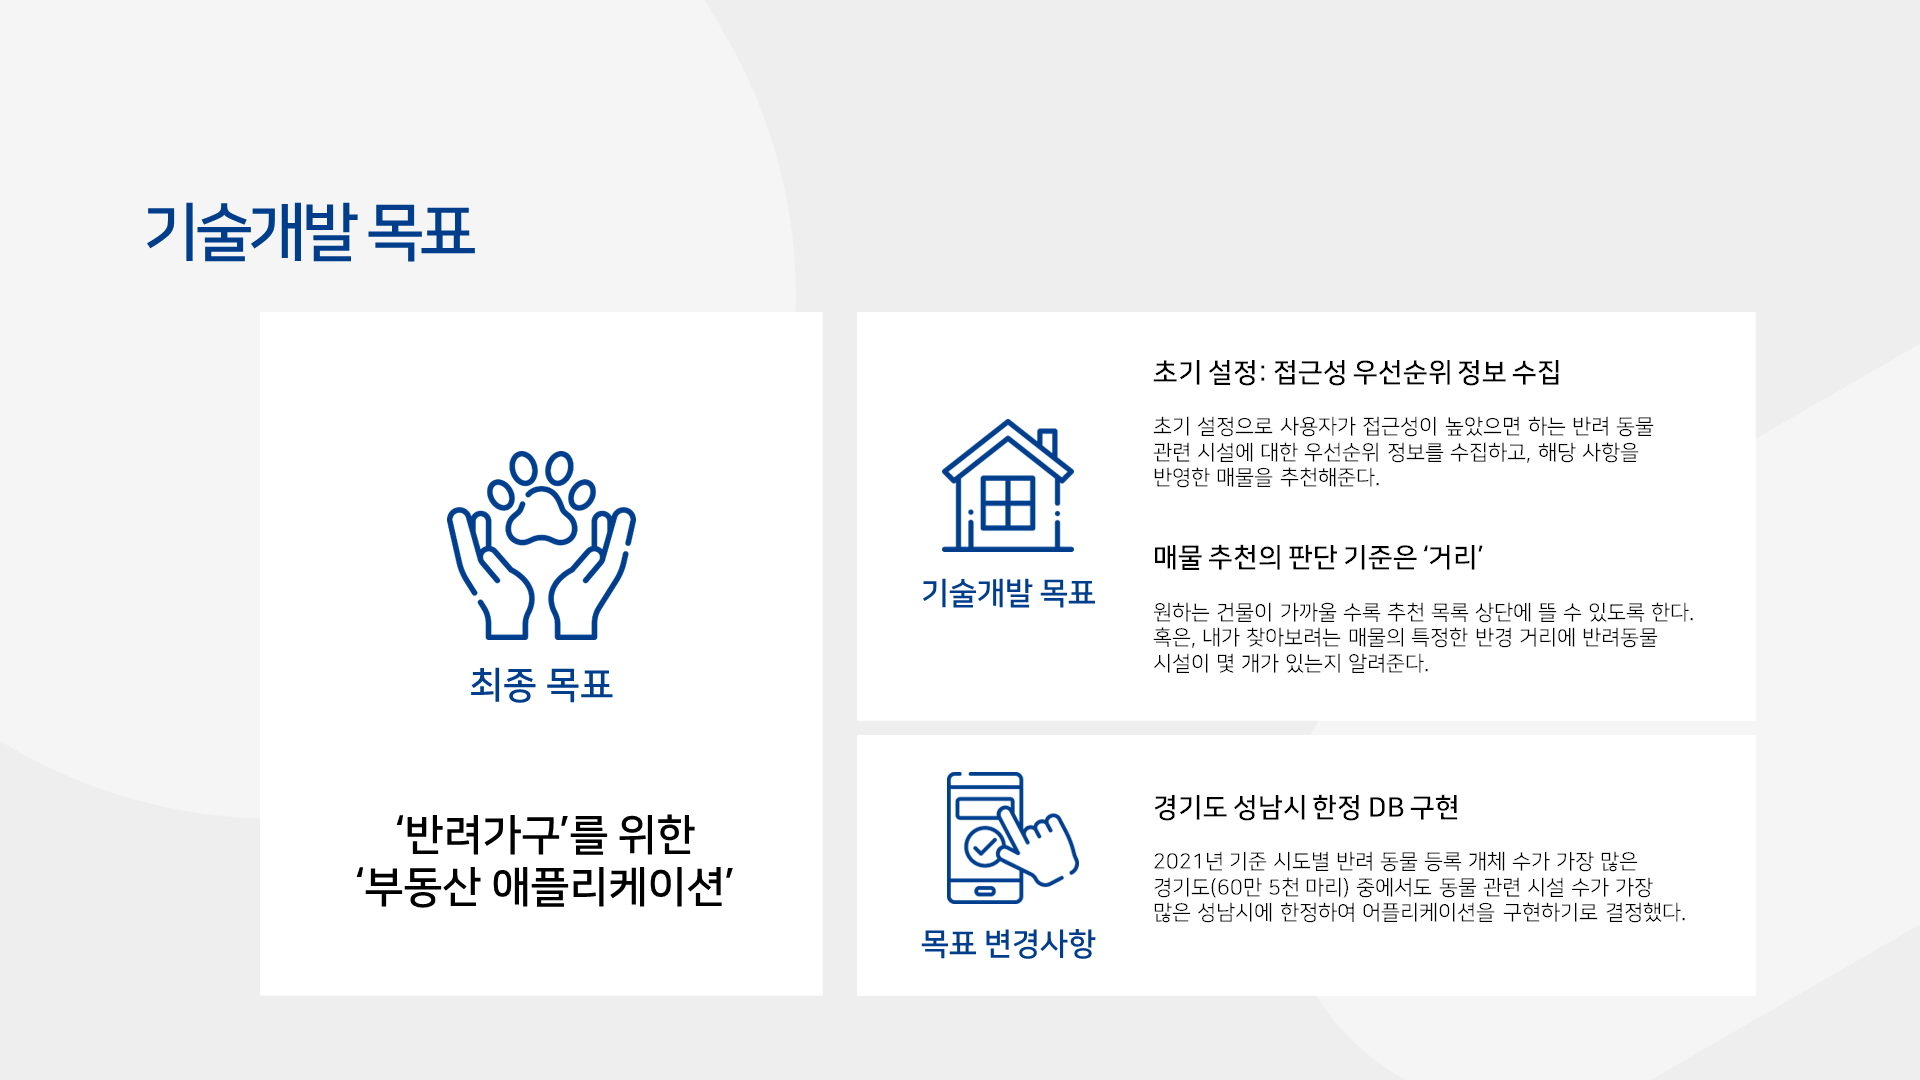 기술개발 목표
최종 목표
‘반려가구’를 위한
‘부동산 애플리케이션’
기술개발 목표
초기 설정: 접근성 우선순위 정보 수집
초기 설정으로 사용자가 접근성이 높았으면 하는 반려 동물
관련 시설에 대한 우선순위 정보를 수집하고, 해당 사항을
반영한 매물을 추천해준다.
매물 추천의 판단 기준은 ‘거리’
원하는 건물이 가까울 수록 추천 목록 상단에 뜰 수 있도록 한다.
혹은, 내가 찾아보려는 매물의 특정한 반경 거리에 반려동물
시설이 몇 개가 있는지 알려준다.
목표 변경사항
경기도 성남시 한정 DB 구현
2021년 기준 시도별 반려 동물 등록 개체 수가 가장 많은
경기도(60만 5천 마리) 중에서도 동물 관련 시설 수가 가장
많은 성남시에 한정하여 어플리케이션을 구현하기로 결정했다.